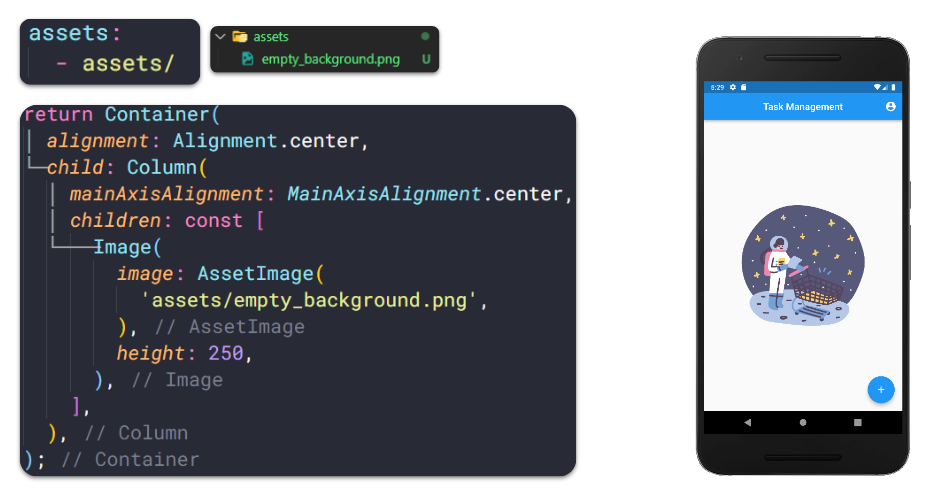 assets:
- assets/
assets
empty_background.png U
return Container(
alignment: Alignment.center,
child: Column(
mainAxisAlignment: MainAxisAlignment.center,
children: const [
Image(
image: AssetImage(
'assets/empty_background.png',
), // AssetImage
height: 250,
), // Image
],
), // Column
); // Container
8:29
Task Management
+